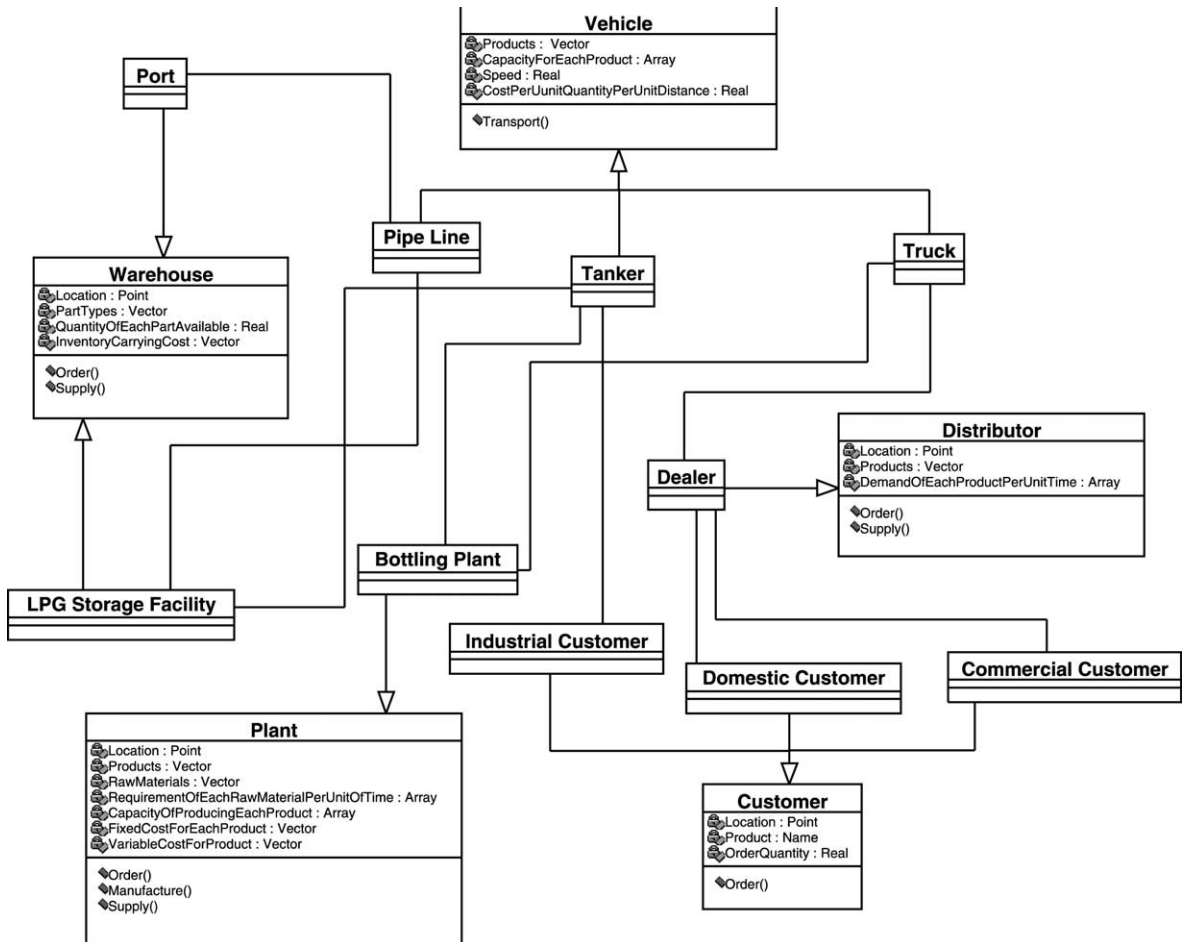 Vehicle
Products : Vector
CapacityForEachProduct : Array
Speed : Real
CostPerUunitQuantityPerUnitDistance : Real
Transport()
Port
Pipe Line
Truck
Tanker
Warehouse
Location : Point
PartTypes : Vector
QuantityOfEachPartAvailable : Real
InventoryCarryingCost : Vector
Order()
Supply()
Distributor
Location : Point
Products : Vector
DemandOfEachProductPerUnitTime : Array
Order()
Supply()
Dealer
Bottling Plant
LPG Storage Facility
Industrial Customer
Domestic Customer
Commercial Customer
Plant
Location : Point
Products : Vector
RawMaterials : Vector
RequirementOfEachRawMaterialPerUnitOfTime : Array
CapacityOfProducingEachProduct : Array
FixedCostForEachProduct : Vector
VariableCostForProduct : Vector
Order()
Manufacture()
Supply()
Customer
Location : Point
Product : Name
OrderQuantity : Real
Order()